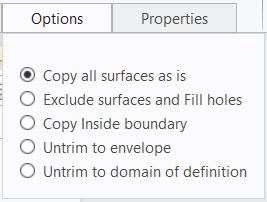 Options Properties
Copy all surfaces as is
Exclude surfaces and Fill holes
Copy Inside boundary
Untrim to envelope
Untrim to domain of definition